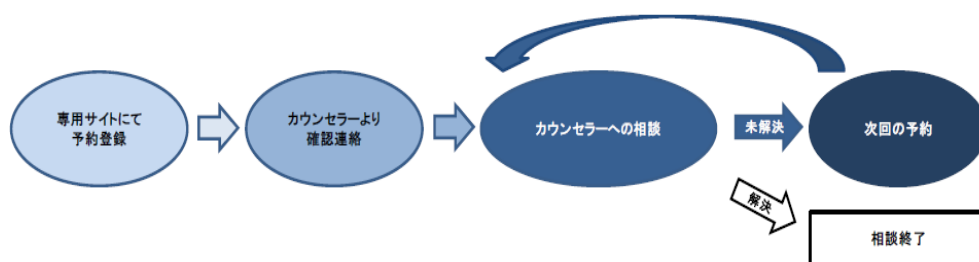 専用サイトにて
予約登録
カウンセラーより
確認連絡
カウンセラーへの相談
未解決
次回の予約
解決
相談終了